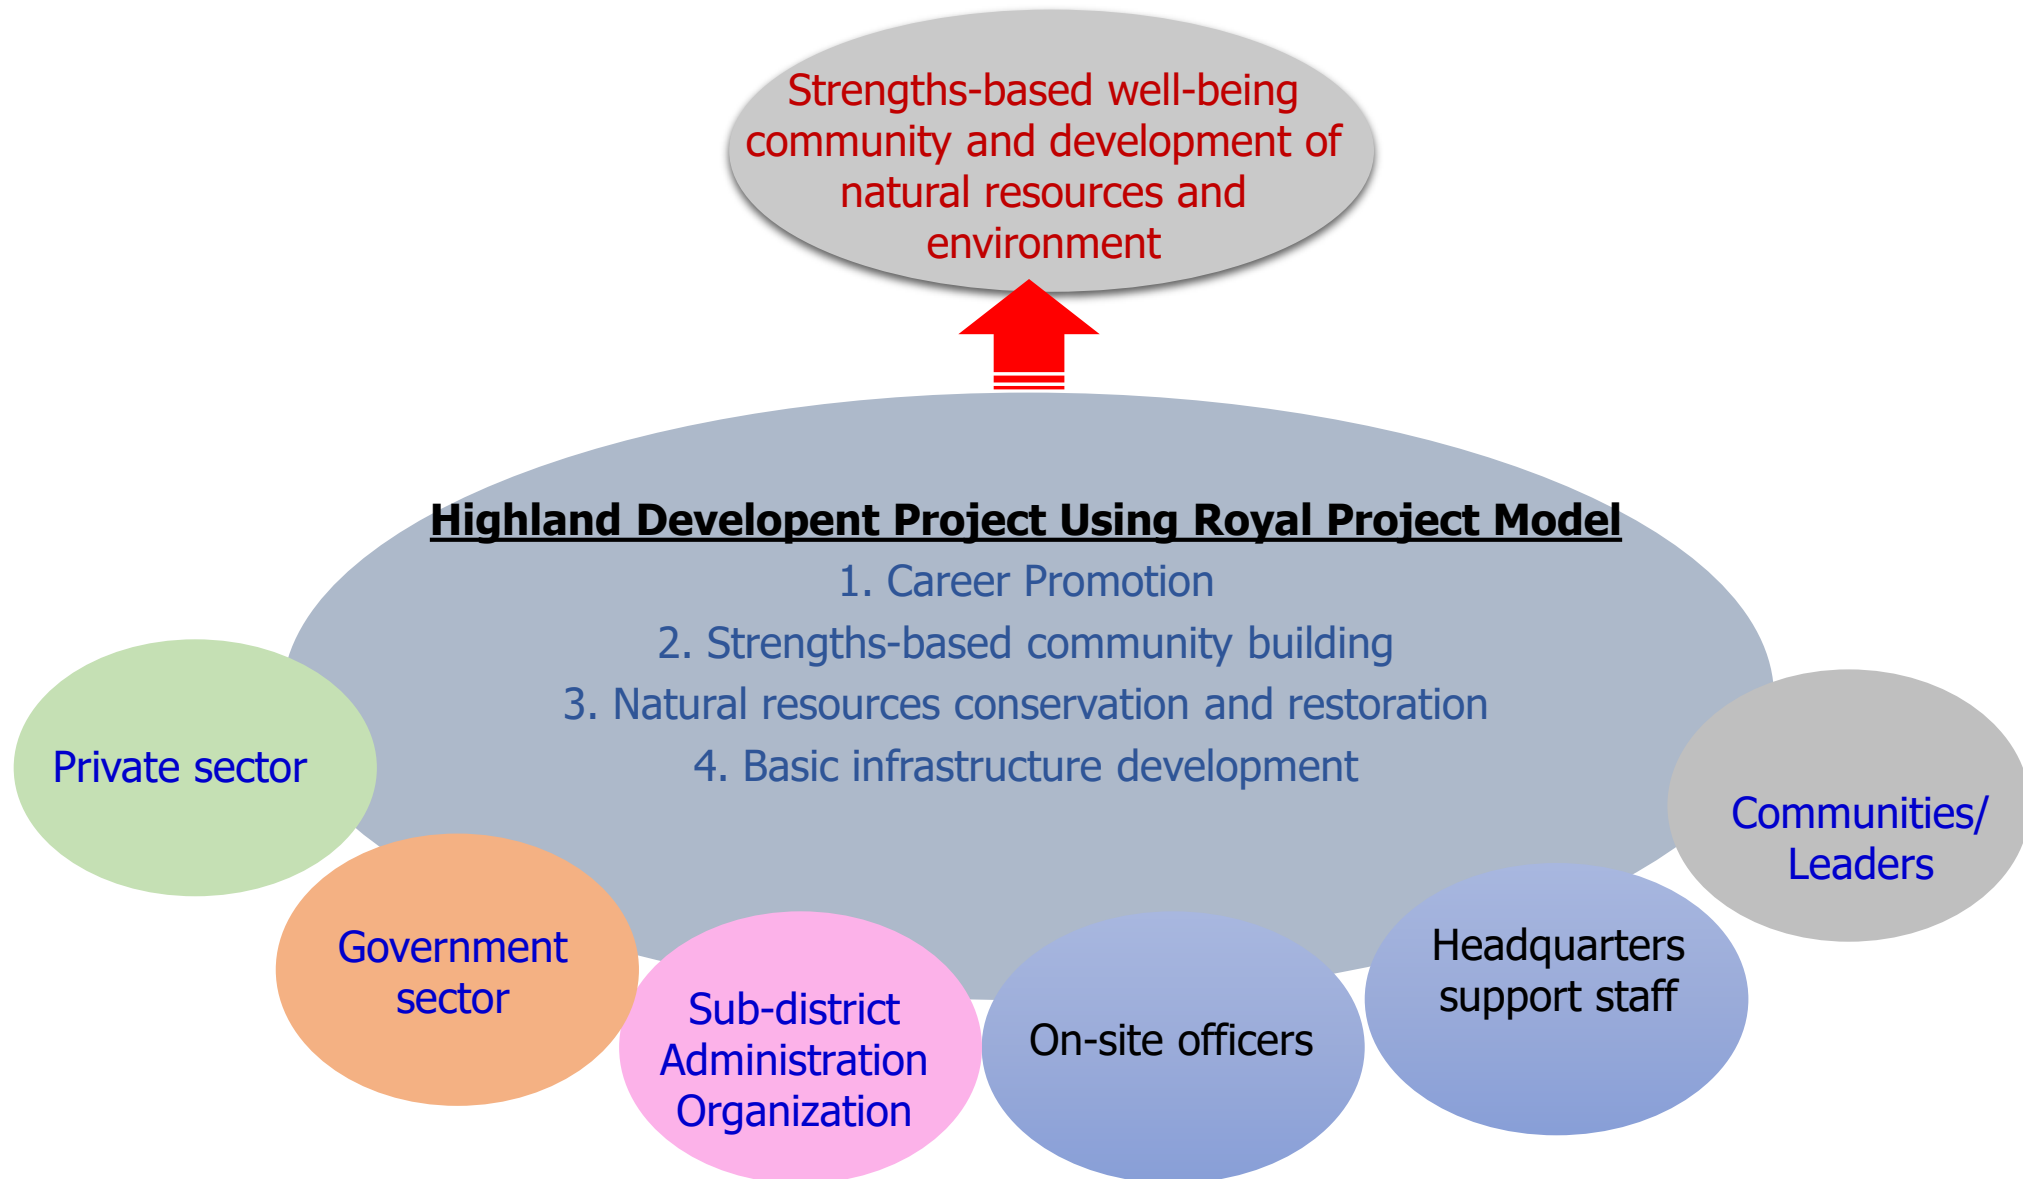 Strengths-based well-being
community and development of
natural resources and
environment
Highland Developent Project Using Royal Project Model
1. Career Promotion
2. Strengths-based community building
3. Natural resources conservation and restoration
4. Basic infrastructure development
Private sector
Government
sector
Sub-district
Administration
Organization
On-site officers
Headquarters
support staff
Communities/
Leaders